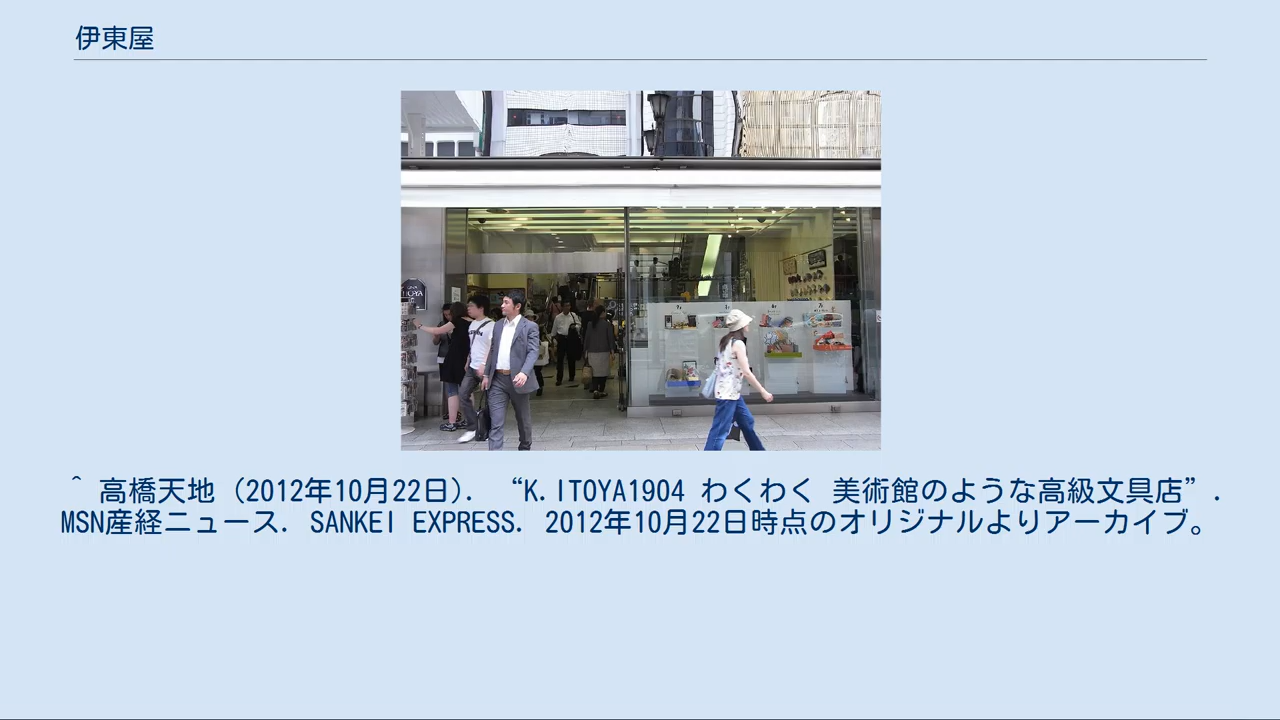 伊東屋
^ 高橋天地 (2012年10月22日). “K.ITOYA1904 わくわく 美術館のような高級文具店”.
MSN産経ニュース. SANKEI EXPRESS. 2012年10月22日時点のオリジナルよりアーカイブ。